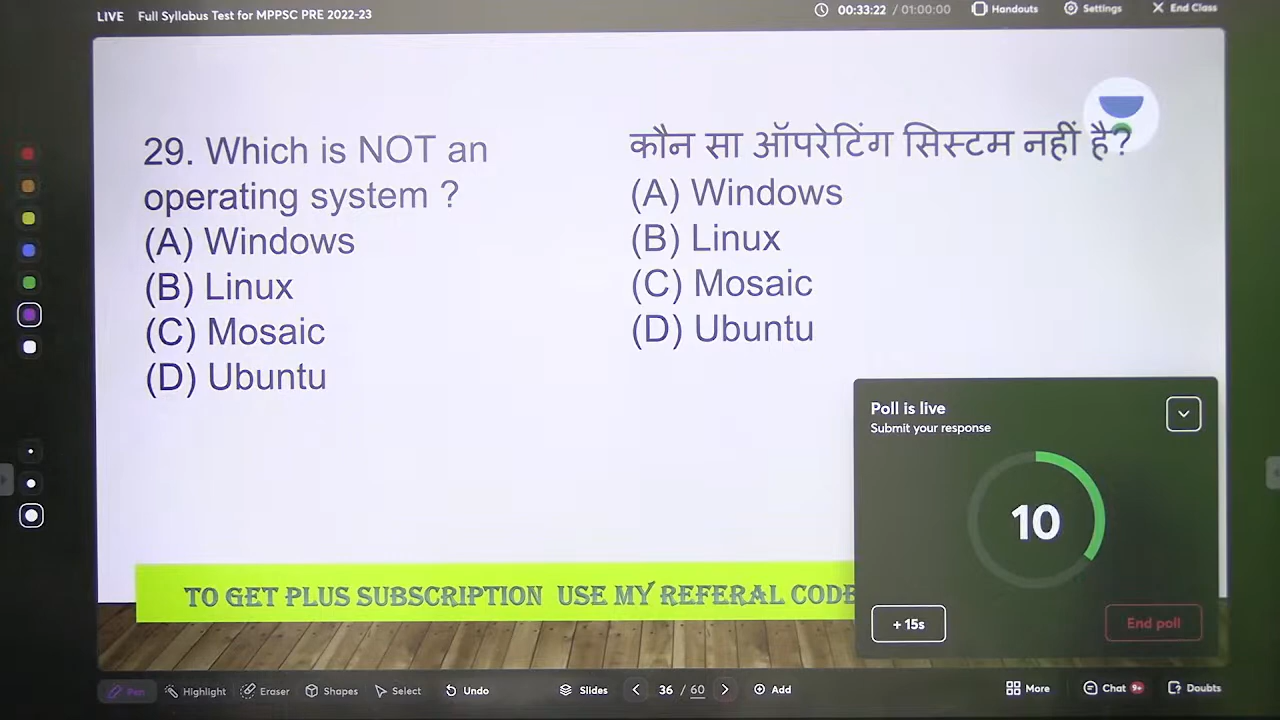 LIVE Full Syllabus Test for MPPSC PRE 2022-23
00:33:22 / 01:00:00 Handouts Settings End Class
29. Which is NOT an
operating system ?
(A) Windows
(B) Linux
(C) Mosaic
(D) Ubuntu
कौन सा ऑपरेटिंग सिस्टम नहीं है?
(A) Windows
(B) Linux
(C) Mosaic
(D) Ubuntu
Poll is live
Submit your response
10
+ 15s
End poll
TO GET PLUS SUBSCRIPTION USE MY REFERAL CODE
Pen Highlight Eraser Shapes Select Undo Slides 36 / 60 Add More Chat 9+ Doubts